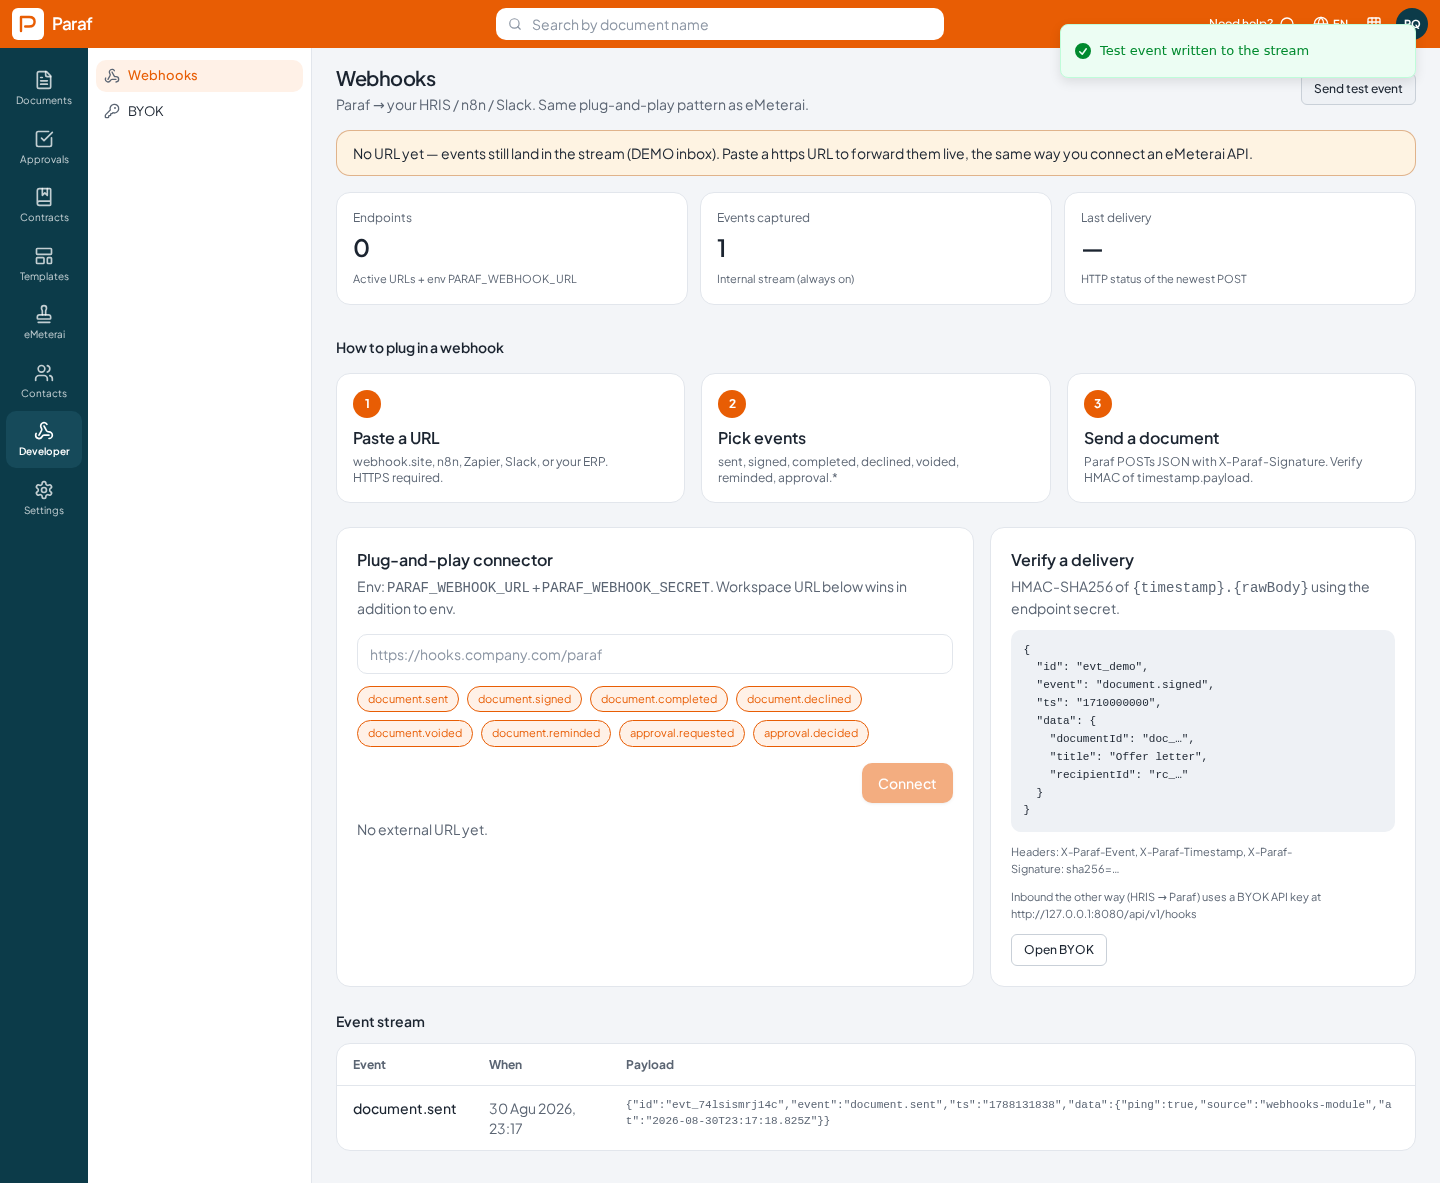 Paraf
Search by document name
Need help?
EN
Test event written to the stream
Documents
Approvals
Contracts
Templates
eMeterai
Contacts
Developer
Settings
Webhooks
BYOK
Webhooks
Paraf → your HRIS / n8n / Slack. Same plug-and-play pattern as eMeterai.
Send test event
No URL yet — events still land in the stream (DEMO inbox). Paste a https URL to forward them live, the same way you connect an eMeterai API.
Endpoints
0
Active URLs + env PARAF_WEBHOOK_URL
Events captured
1
Internal stream (always on)
Last delivery
—
HTTP status of the newest POST
How to plug in a webhook
1
Paste a URL
webhook.site, n8n, Zapier, Slack, or your ERP.
HTTPS required.
2
Pick events
sent, signed, completed, declined, voided,
reminded, approval.*
3
Send a document
Paraf POSTs JSON with X-Paraf-Signature. Verify
HMAC of timestamp.payload.
Plug-and-play connector
Env: PARAF_WEBHOOK_URL + PARAF_WEBHOOK_SECRET. Workspace URL below wins in
addition to env.
https://hooks.company.com/paraf
document.sent document.signed document.completed document.declined
document.voided document.reminded approval.requested approval.decided
Connect
No external URL yet.
Verify a delivery
HMAC-SHA256 of {timestamp}.{rawBody} using the
endpoint secret.
{
"id": "evt_demo",
"event": "document.signed",
"ts": "1710000000",
"data": {
"documentId": "doc_…",
"title": "Offer letter",
"recipientId": "rc_…"
}
}
Headers: X-Paraf-Event, X-Paraf-Timestamp, X-Paraf-
Signature: sha256=…
Inbound the other way (HRIS → Paraf) uses a BYOK API key at
http://127.0.0.1:8080/api/v1/hooks
Open BYOK
Event stream
Event When Payload
document.sent
30 Agu 2026,
23:17
{"id":"evt_74lsismrj14c","event":"document.sent","ts":"1788131838","data":{"ping":true,"source":"webhooks-module","a
t":"2026-08-30T23:17:18.825Z"}}